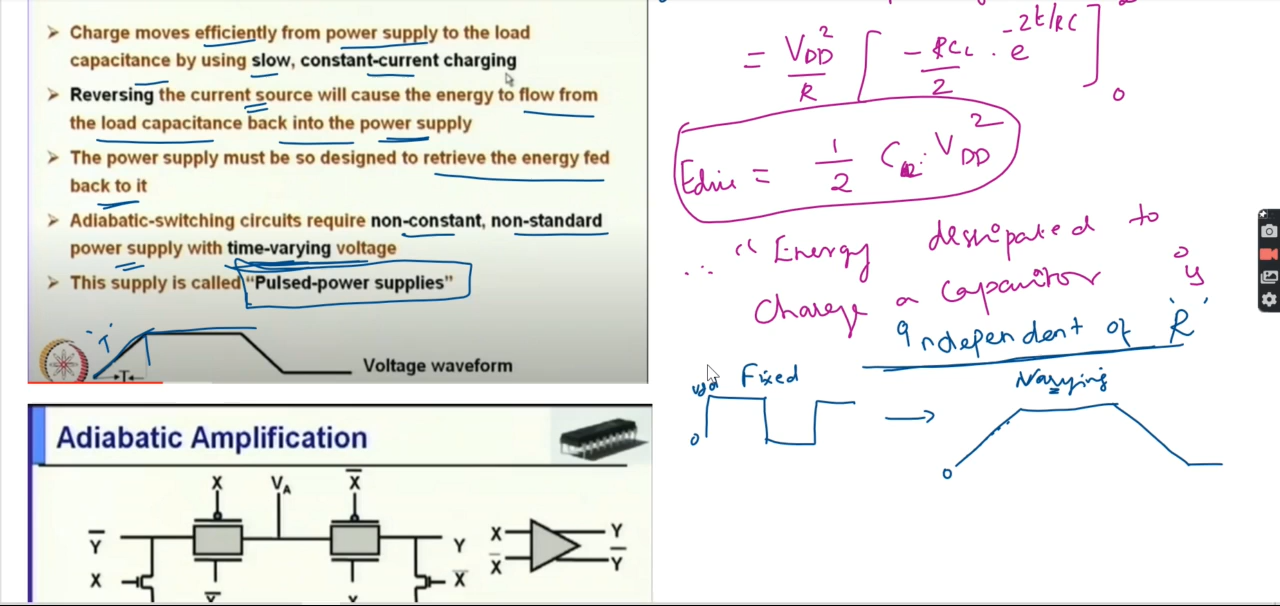 ➤ Charge moves efficiently from power supply to the load
capacitance by using slow, constant-current charging
➤ Reversing the current source will cause the energy to flow from
the load capacitance back into the power supply
➤ The power supply must be so designed to retrieve the energy fed
back to it
➤ Adiabatic-switching circuits require non-constant, non-standard
power supply with time-varying voltage
➤ This supply is called "Pulsed-power supplies"
'T'
T
Voltage waveform
Adiabatic Amplification
X
V_A
X̅
Y̅
Y
X
X̅
X
X̅
Y
Y̅
= V_DD² / R [ -RC_L / 2 · e^(-2t/RC) ]
0
= 1/2 C · V_DD²
∴ "Energy dissipated to
Charge a Capacitor is
independent of 'R'
Fixed
0
Varying
0